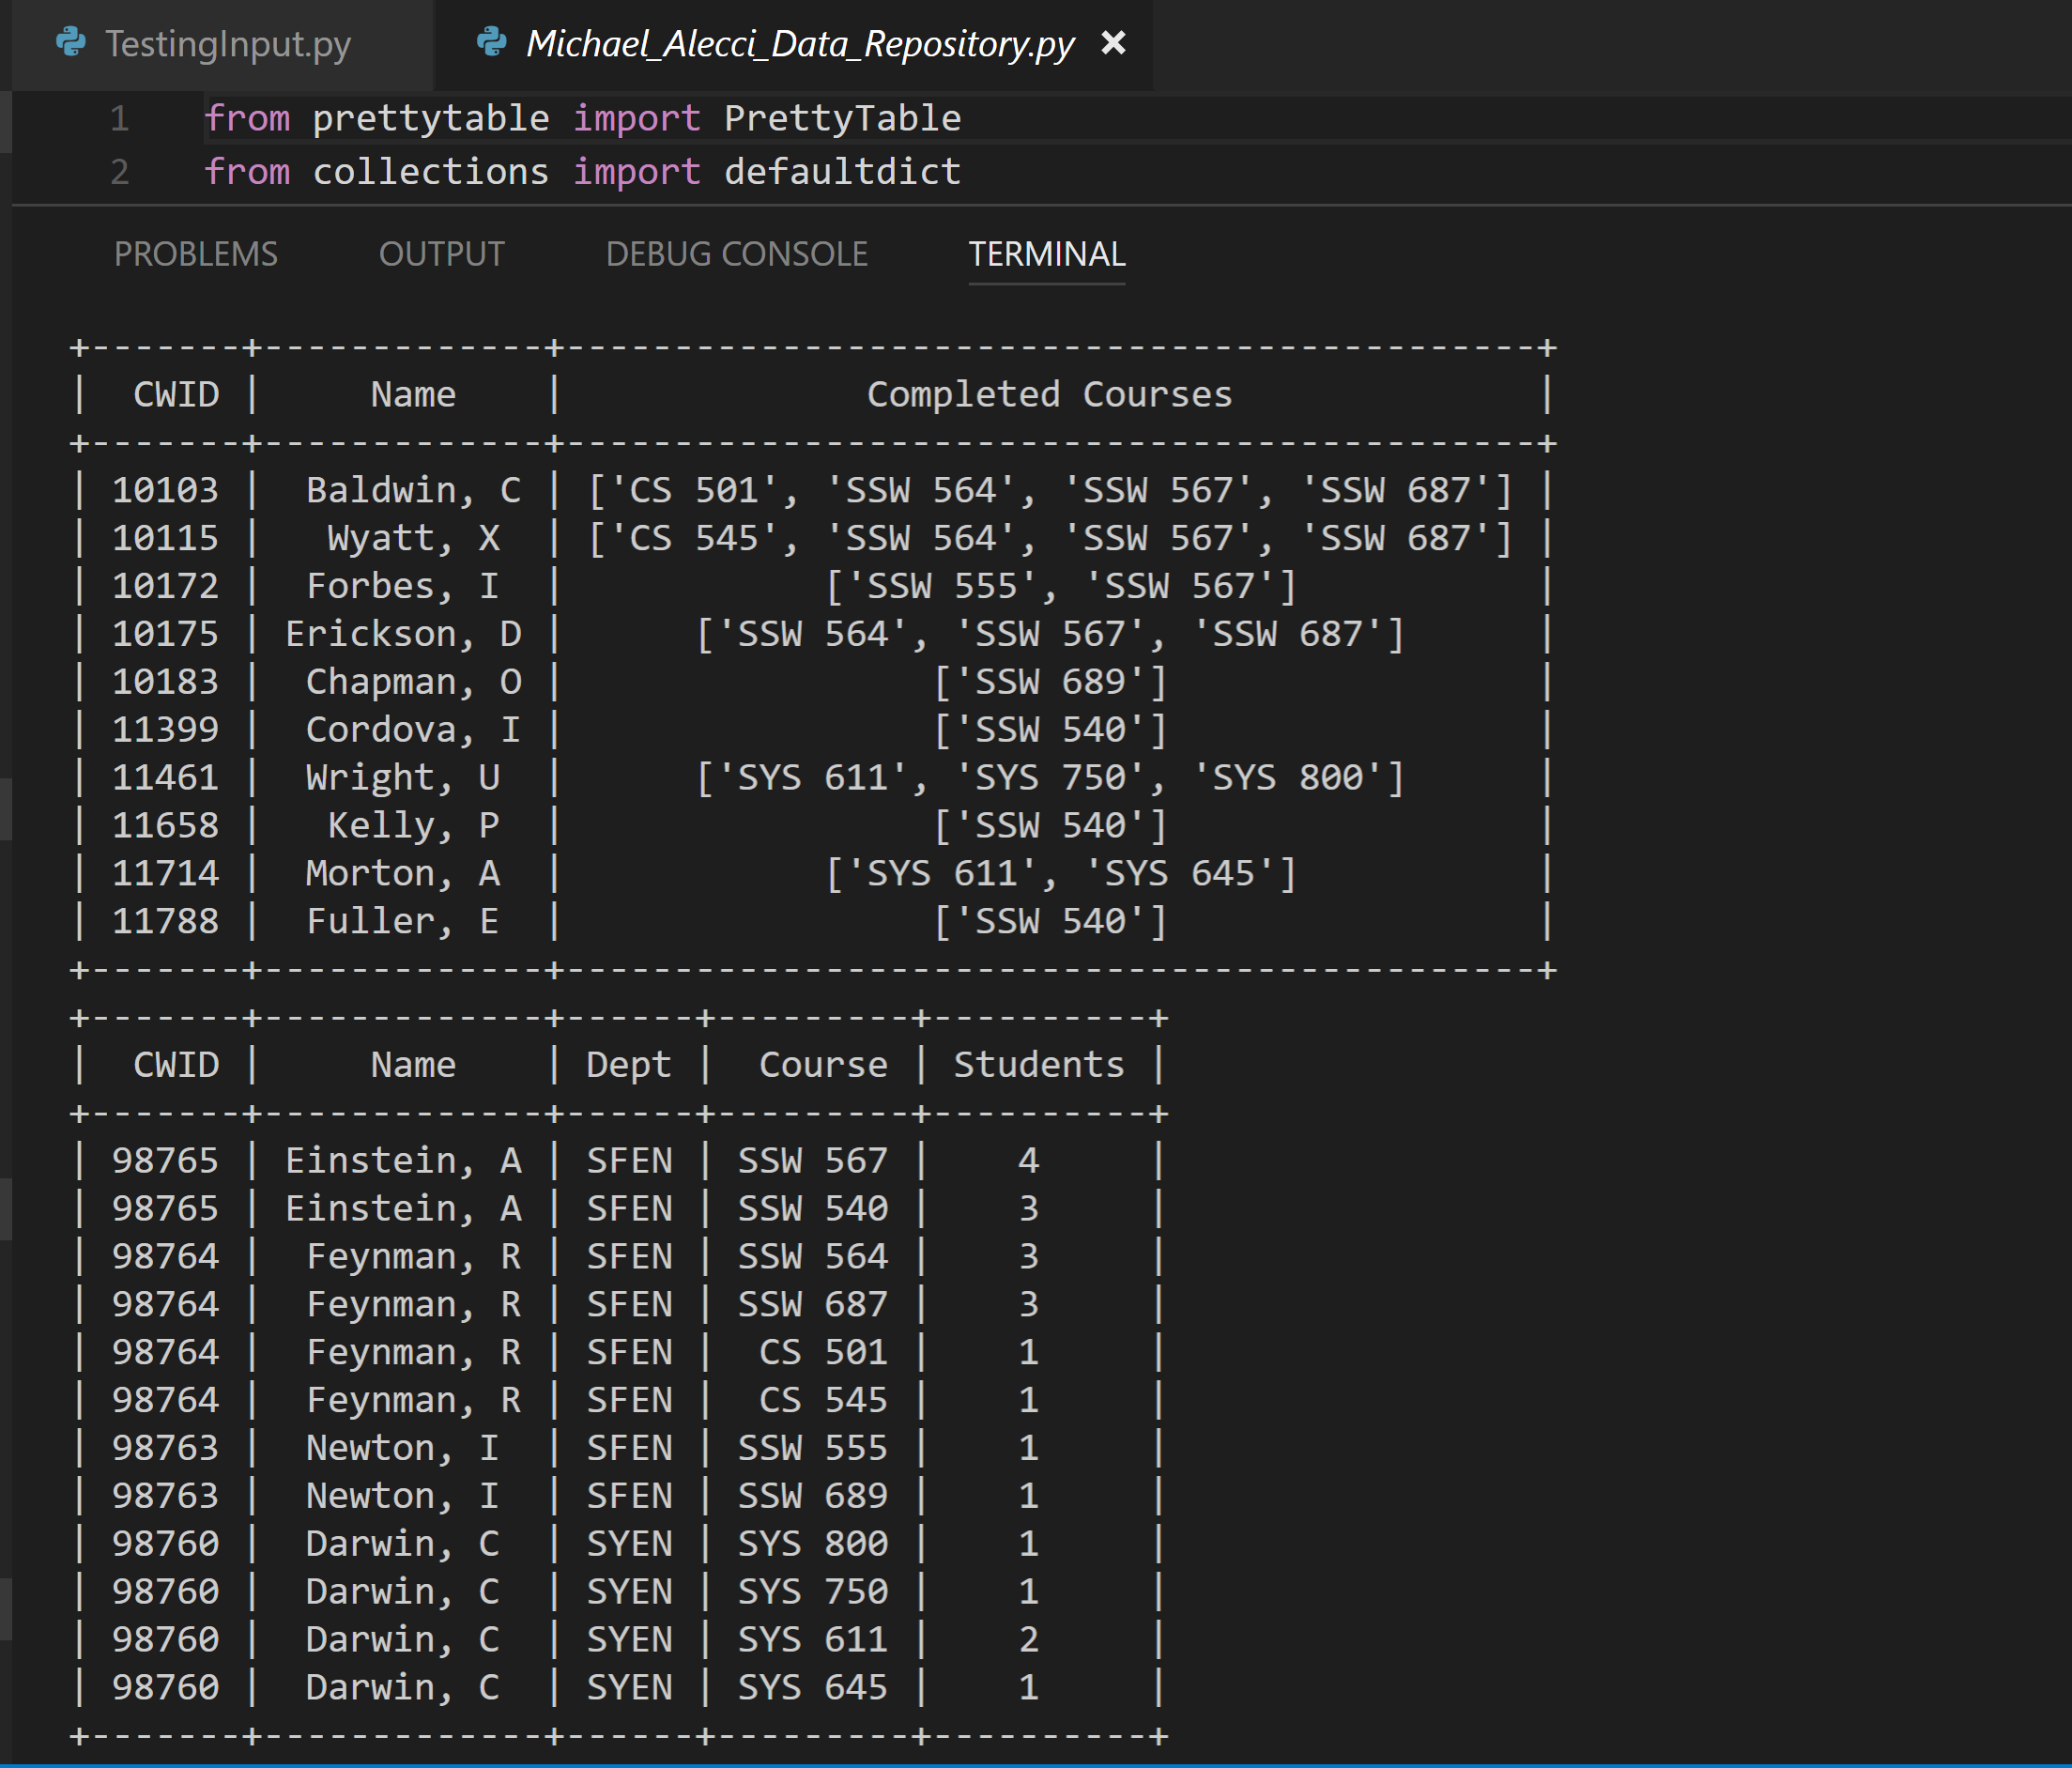 TestingInput.py Michael_Alecci_Data_Repository.py
1 from prettytable import PrettyTable
2 from collections import defaultdict
PROBLEMS OUTPUT DEBUG CONSOLE TERMINAL
+-------+-------------+---------------------------------------------+
|  CWID |     Name    |              Completed Courses              |
+-------+-------------+---------------------------------------------+
| 10103 |  Baldwin, C | ['CS 501', 'SSW 564', 'SSW 567', 'SSW 687'] |
| 10115 |   Wyatt, X  | ['CS 545', 'SSW 564', 'SSW 567', 'SSW 687'] |
| 10172 |  Forbes, I  |            ['SSW 555', 'SSW 567']           |
| 10175 | Erickson, D |      ['SSW 564', 'SSW 567', 'SSW 687']      |
| 10183 |  Chapman, O |                 ['SSW 689']                 |
| 11399 |  Cordova, I |                 ['SSW 540']                 |
| 11461 |  Wright, U  |      ['SYS 611', 'SYS 750', 'SYS 800']      |
| 11658 |   Kelly, P  |                 ['SSW 540']                 |
| 11714 |  Morton, A  |            ['SYS 611', 'SYS 645']           |
| 11788 |  Fuller, E  |                 ['SSW 540']                 |
+-------+-------------+---------------------------------------------+
+-------+-------------+------+---------+----------+
|  CWID |     Name    | Dept |  Course | Students |
+-------+-------------+------+---------+----------+
| 98765 | Einstein, A | SFEN | SSW 567 |    4     |
| 98765 | Einstein, A | SFEN | SSW 540 |    3     |
| 98764 |  Feynman, R | SFEN | SSW 564 |    3     |
| 98764 |  Feynman, R | SFEN | SSW 687 |    3     |
| 98764 |  Feynman, R | SFEN |  CS 501 |    1     |
| 98764 |  Feynman, R | SFEN |  CS 545 |    1     |
| 98763 |  Newton, I  | SFEN | SSW 555 |    1     |
| 98763 |  Newton, I  | SFEN | SSW 689 |    1     |
| 98760 |  Darwin, C  | SYEN | SYS 800 |    1     |
| 98760 |  Darwin, C  | SYEN | SYS 750 |    1     |
| 98760 |  Darwin, C  | SYEN | SYS 611 |    2     |
| 98760 |  Darwin, C  | SYEN | SYS 645 |    1     |
+-------+-------------+------+---------+----------+